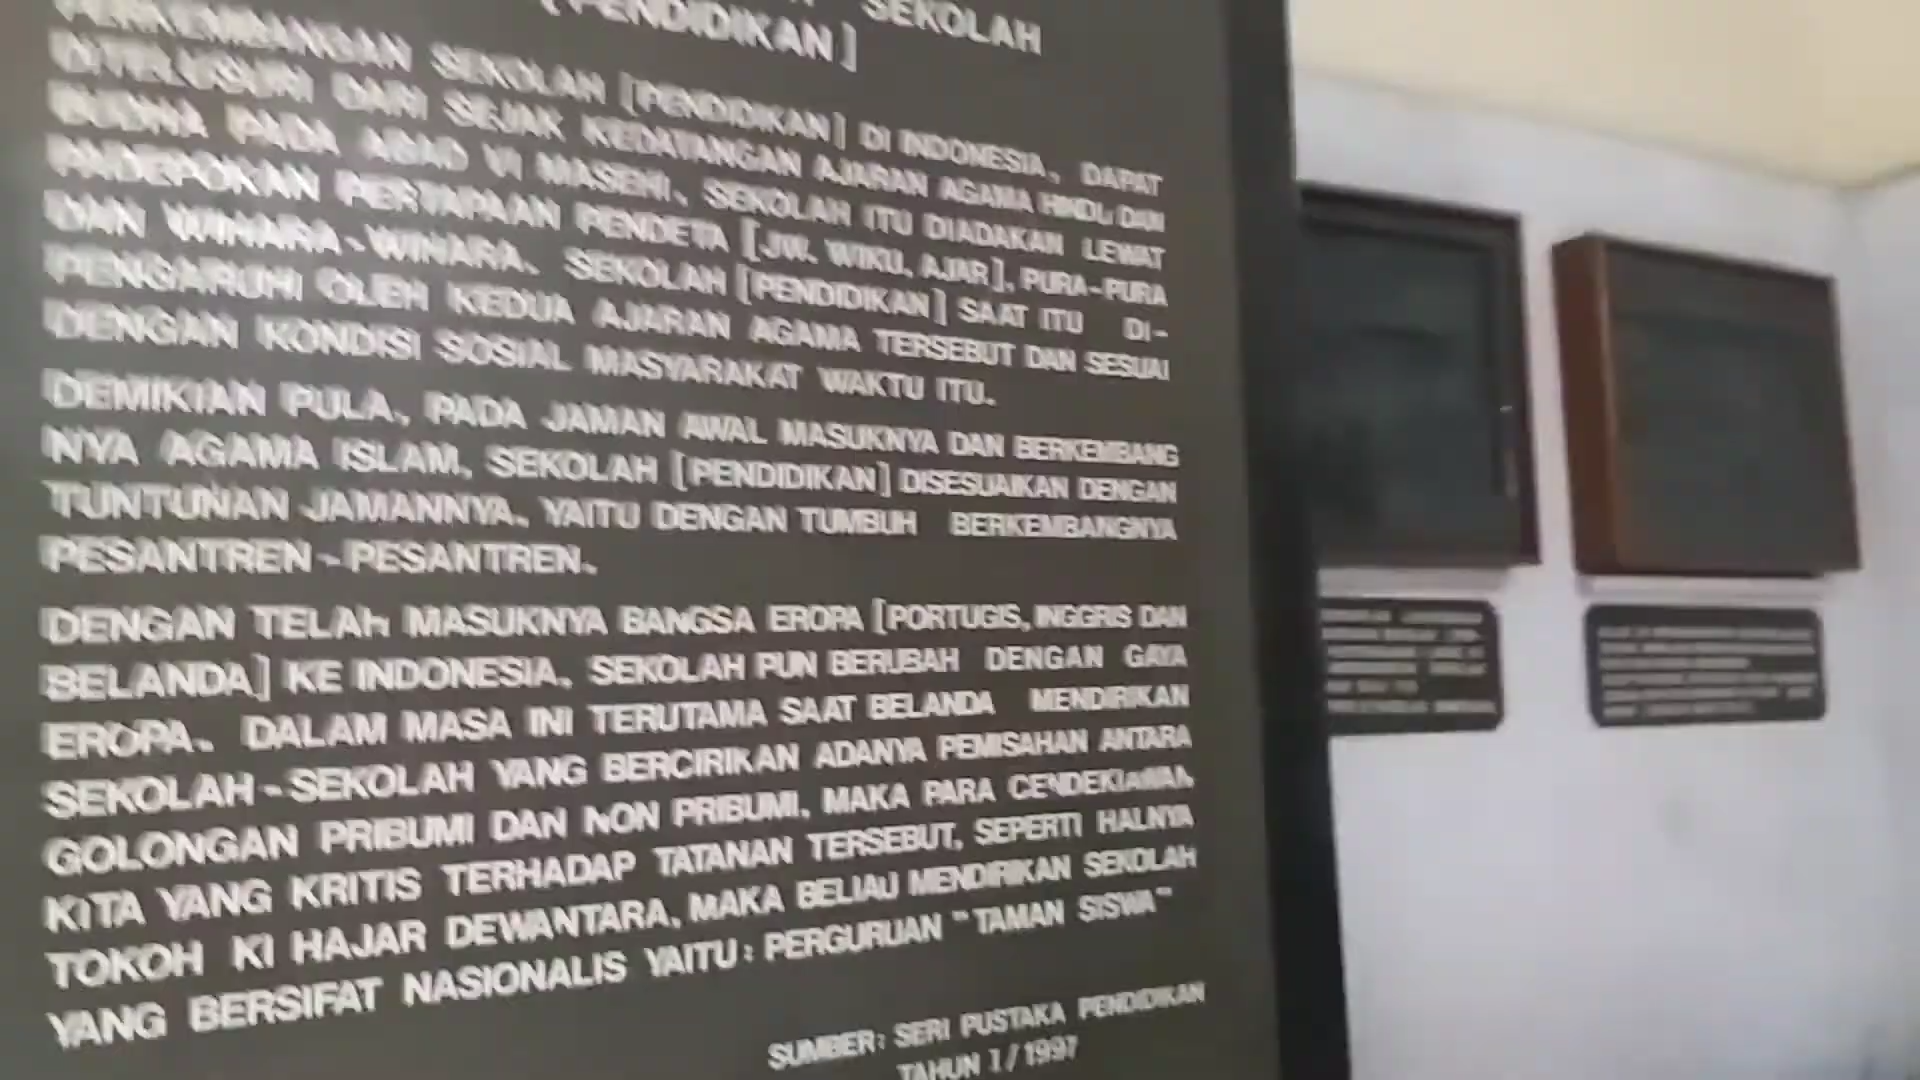 SEKOLAH
[PENDIDIKAN]
PERKEMBANGAN SEKOLAH [PENDIDIKAN] DI INDONESIA, DAPAT
DITELUSURI DARI SEJAK KEDATANGAN AJARAN AGAMA HINDU DAN
BUDHA PADA ABAD VI MASEHI. SEKOLAH ITU DIADAKAN LEWAT
PADEPOKAN PERTAPAAN PENDETA [JW. WIKU, AJAR], PURA-PURA
DAN WIHARA-WIHARA. SEKOLAH [PENDIDIKAN] SAAT ITU DI-
PENGARUHI OLEH KEDUA AJARAN AGAMA TERSEBUT DAN SESUAI
DENGAN KONDISI SOSIAL MASYARAKAT WAKTU ITU.
DEMIKIAN PULA, PADA JAMAN AWAL MASUKNYA DAN BERKEMBANG
NYA AGAMA ISLAM, SEKOLAH [PENDIDIKAN] DISESUAIKAN DENGAN
TUNTUNAN JAMANNYA, YAITU DENGAN TUMBUH BERKEMBANGNYA
PESANTREN-PESANTREN.
DENGAN TELAH MASUKNYA BANGSA EROPA [PORTUGIS, INGGRIS DAN
BELANDA] KE INDONESIA, SEKOLAH PUN BERUBAH DENGAN GAYA
EROPA. DALAM MASA INI TERUTAMA SAAT BELANDA MENDIRIKAN
SEKOLAH-SEKOLAH YANG BERCIRIKAN ADANYA PEMISAHAN ANTARA
GOLONGAN PRIBUMI DAN NON PRIBUMI, MAKA PARA CENDEKIAWAN
KITA YANG KRITIS TERHADAP TATANAN TERSEBUT, SEPERTI HALNYA
TOKOH KI HAJAR DEWANTARA, MAKA BELIAU MENDIRIKAN SEKOLAH
YANG BERSIFAT NASIONALIS YAITU: PERGURUAN "TAMAN SISWA"
SUMBER: SERI PUSTAKA PENDIDIKAN
TAHUN I/1997